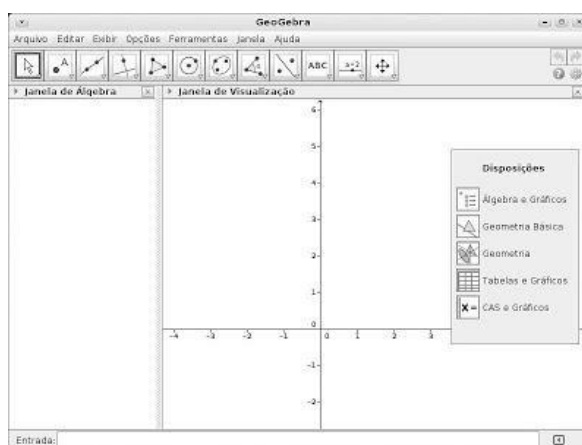 GeoGebra
Arquivo Editar Exibir Opções Ferramentas Janela Ajuda
A
ABC
a=2
Janela de Álgebra
Janela de Visualização
6
5
4
3
2
1
0
-4 -3 -2 -1 0 1 2 3
-1
-2
Disposições
Álgebra e Gráficos
Geometria Básica
Geometria
Tabelas e Gráficos
X = CAS e Gráficos
Entrada: